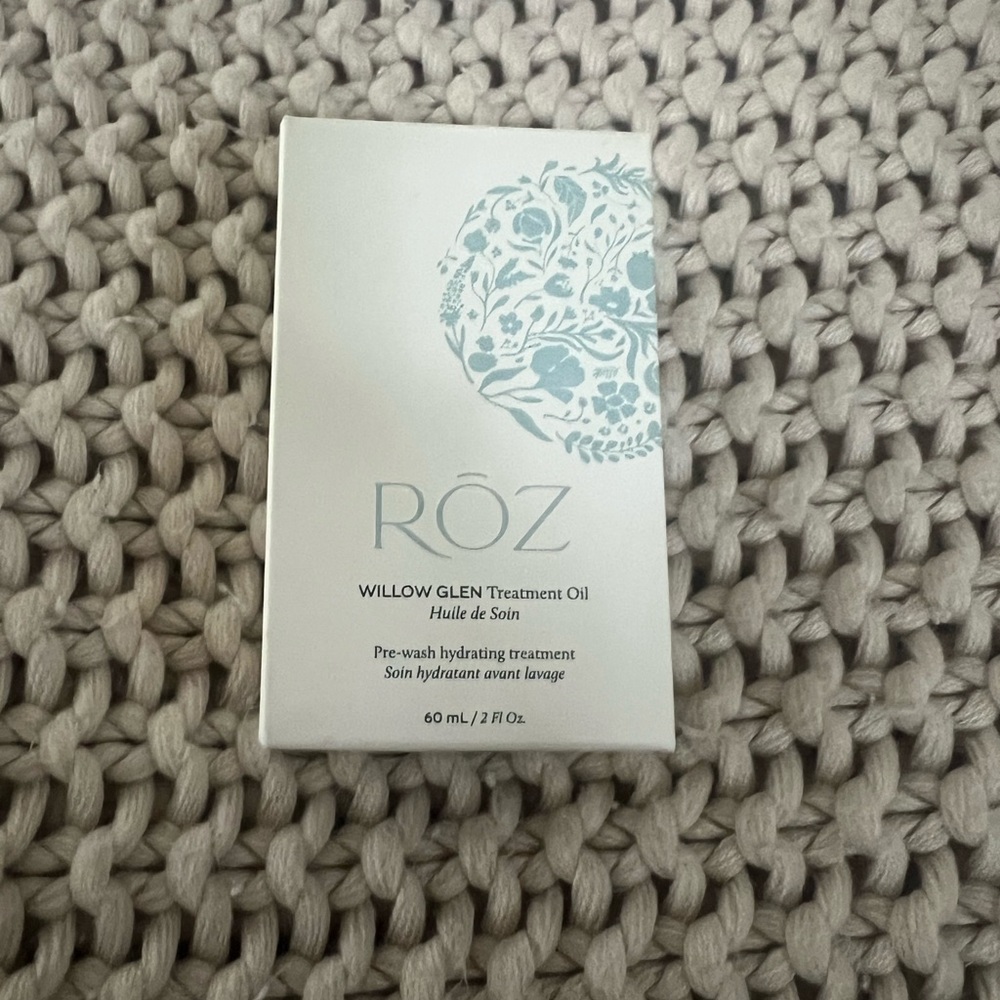 RŌZ
WILLOW GLEN Treatment Oil
Huile de Soin
Pre-wash hydrating treatment
Soin hydratant avant lavage
60 mL / 2 Fl Oz.